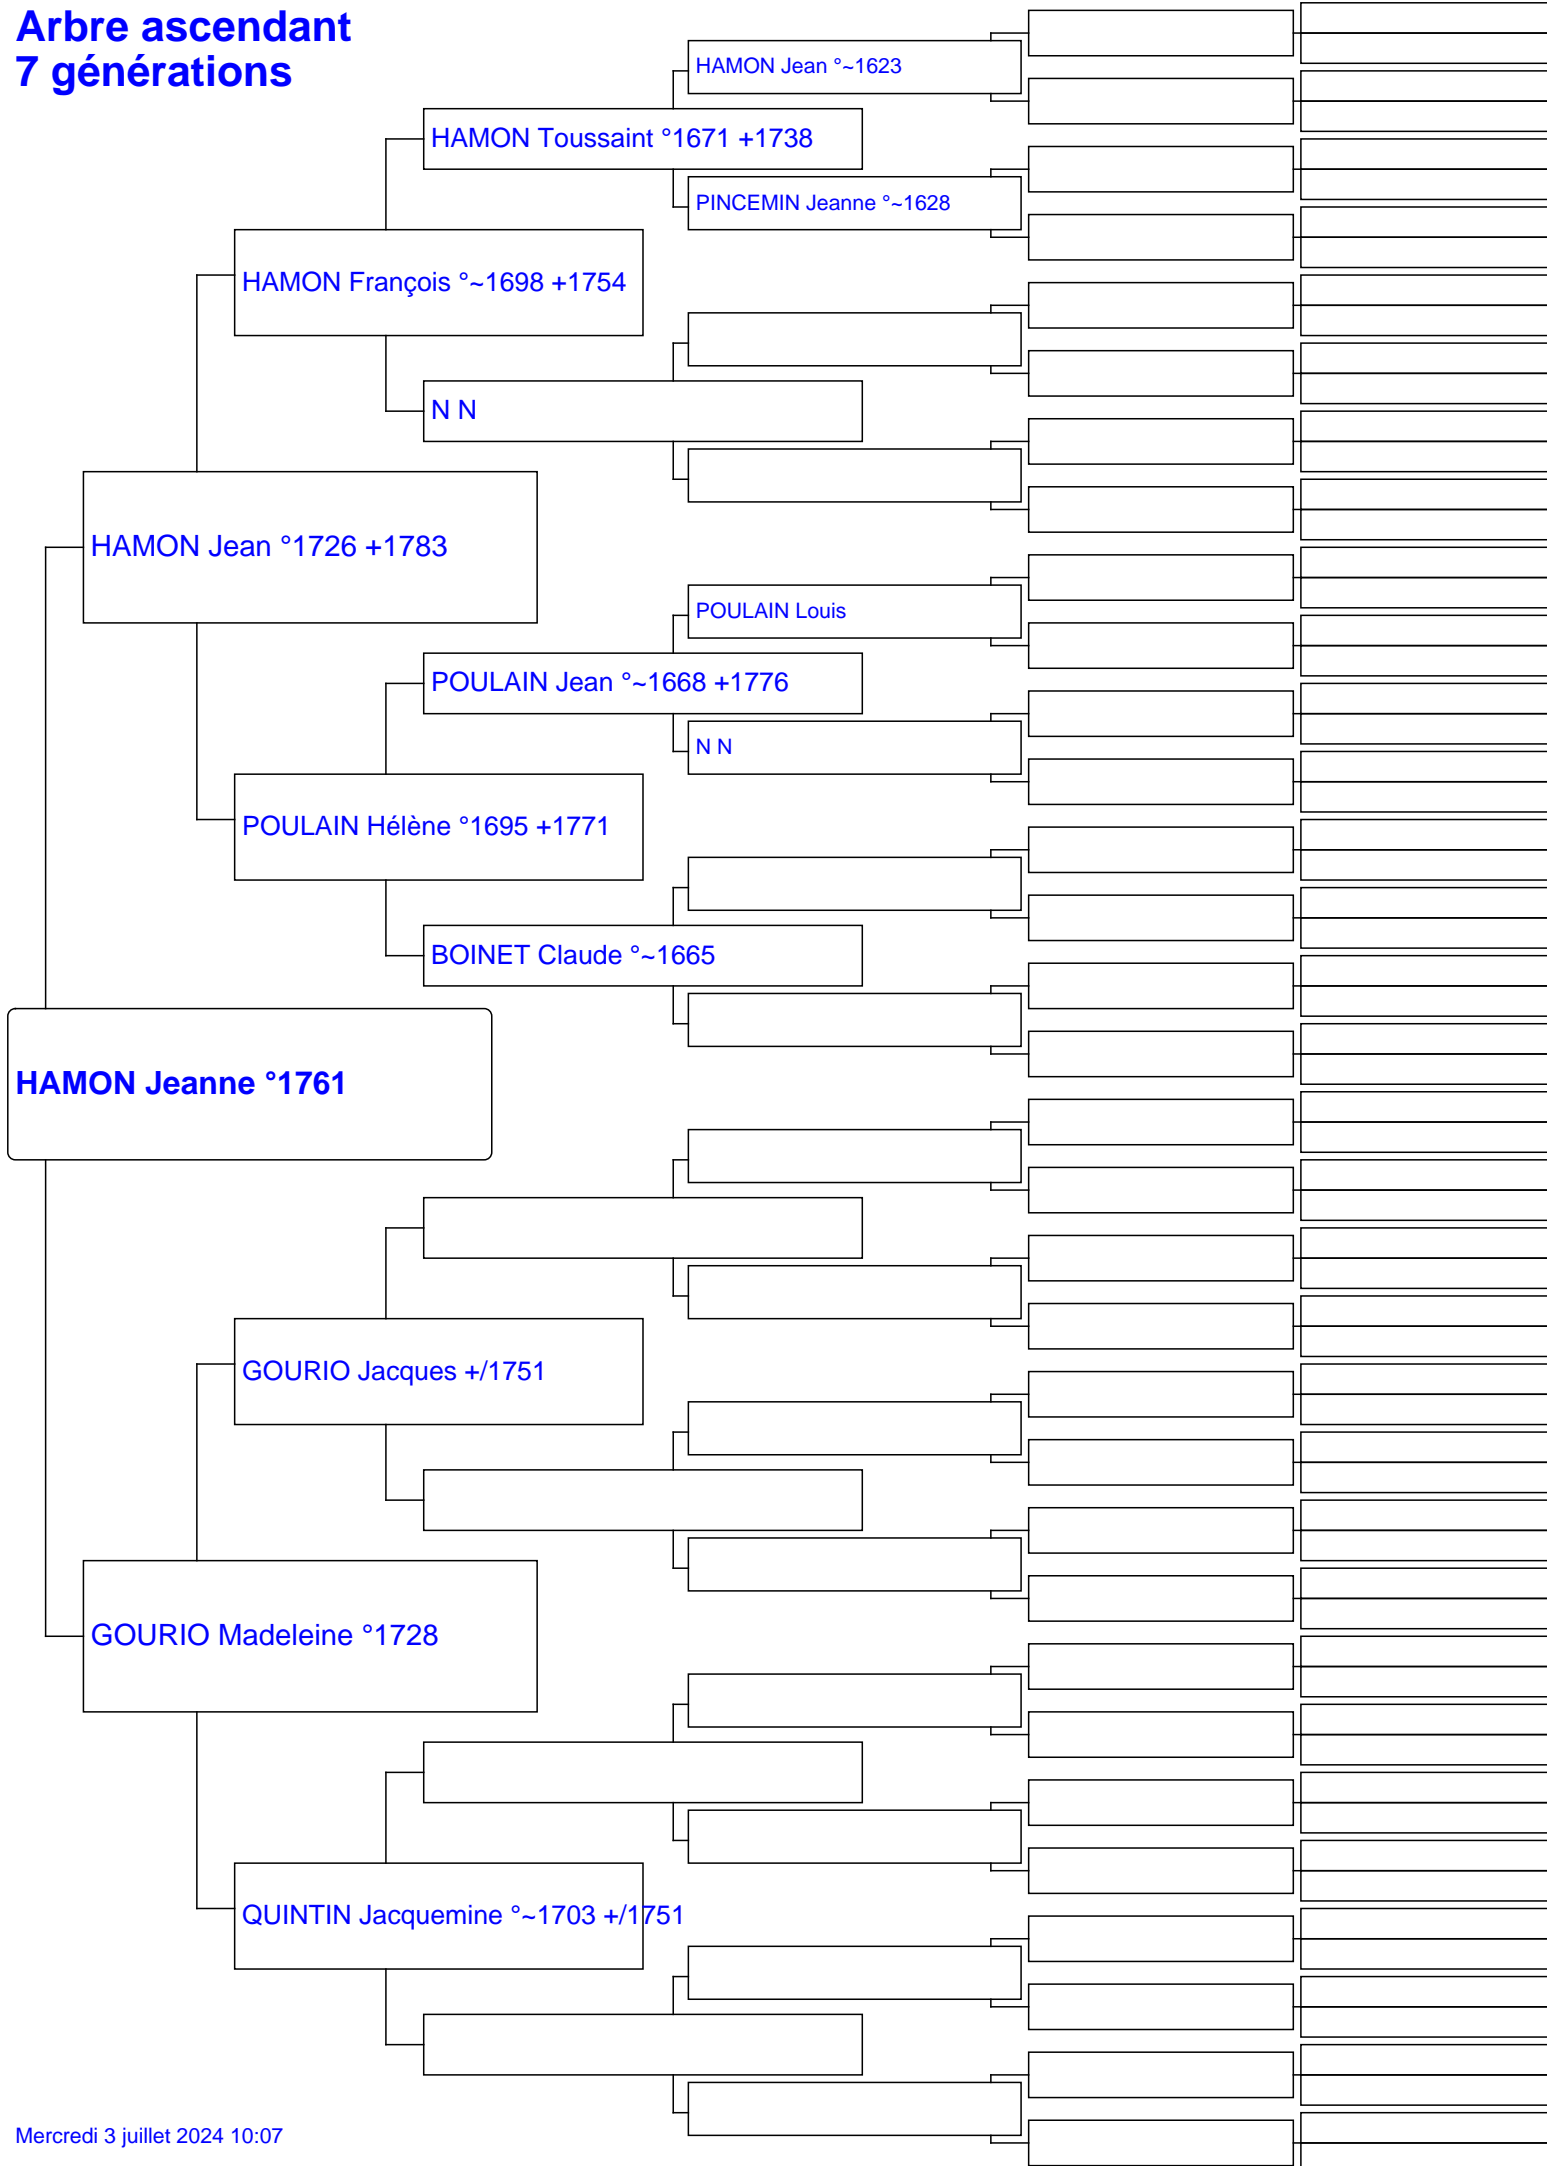 Arbre ascendant
7 générations
HAMON Jean °~1623
HAMON Toussaint °1671 +1738
PINCEMIN Jeanne °~1628
HAMON François °~1698 +1754
N N
HAMON Jean °1726 +1783
POULAIN Louis
POULAIN Jean °~1668 +1776
N N
POULAIN Hélène °1695 +1771
BOINET Claude °~1665
HAMON Jeanne °1761
GOURIO Jacques +/1751
GOURIO Madeleine °1728
QUINTIN Jacquemine °~1703 +/1751
Mercredi 3 juillet 2024 10:07